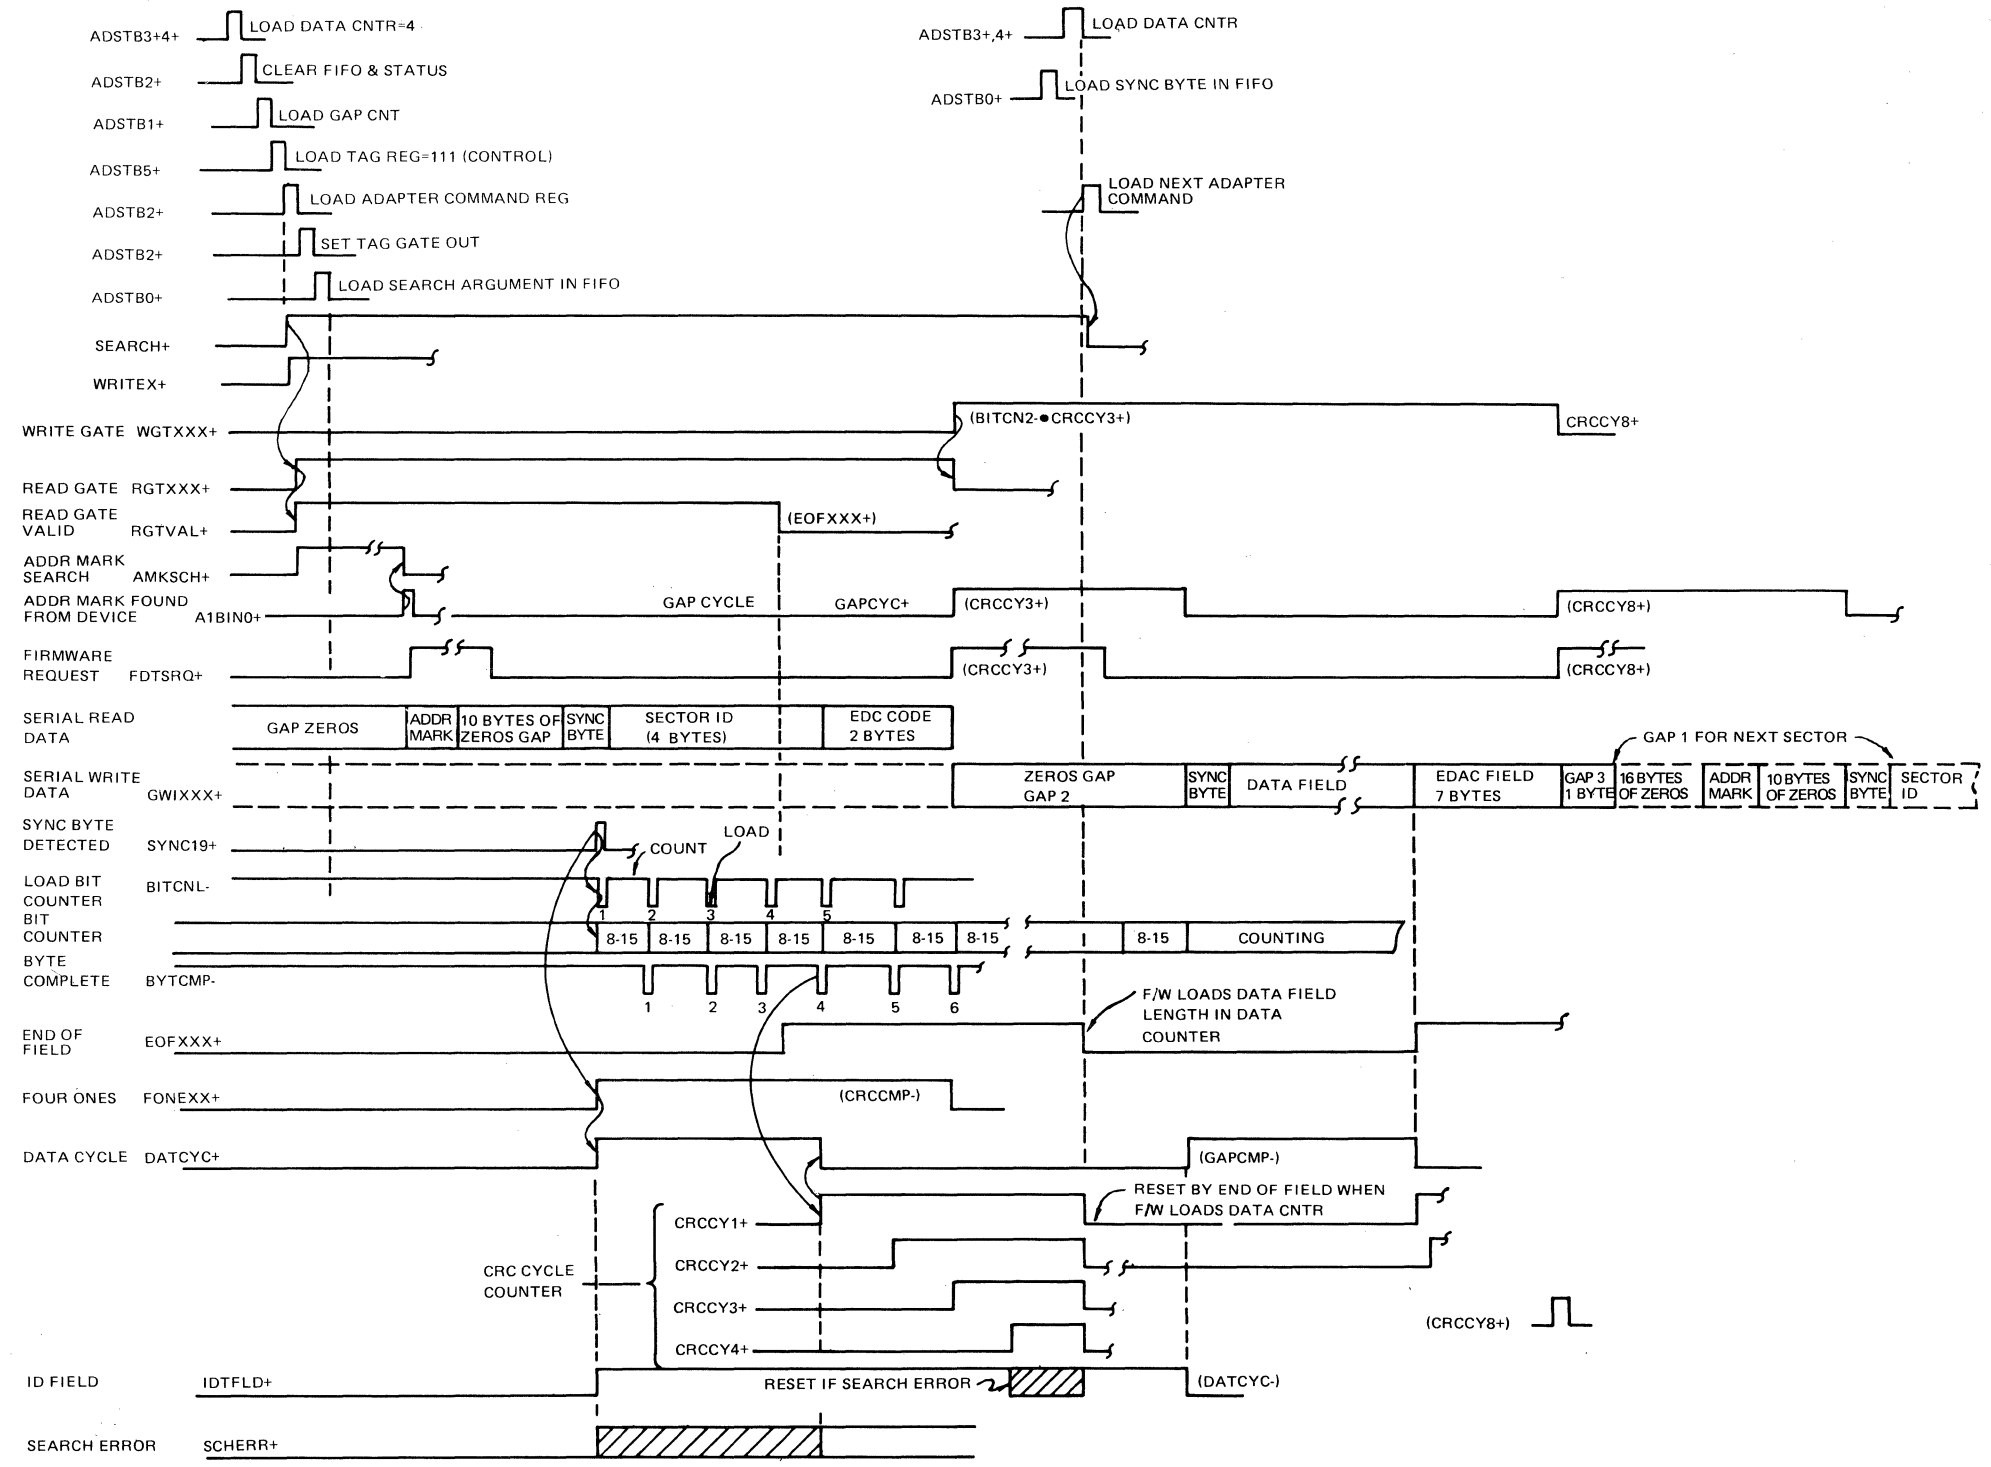 ADSTB3+4+ LOAD DATA CNTR=4
ADSTB3+,4+ LOAD DATA CNTR
ADSTB2+ CLEAR FIFO & STATUS
ADSTB0+ LOAD SYNC BYTE IN FIFO
ADSTB1+ LOAD GAP CNT
ADSTB5+ LOAD TAG REG=111 (CONTROL)
ADSTB2+ LOAD ADAPTER COMMAND REG
LOAD NEXT ADAPTER
COMMAND
ADSTB2+ SET TAG GATE OUT
ADSTB0+ LOAD SEARCH ARGUMENT IN FIFO
SEARCH+
WRITEX+
WRITE GATE WGTXXX+ (BITCN2-●CRCCY3+) CRCCY8+
READ GATE RGTXXX+
READ GATE
VALID RGTVAL+ (EOFXXX+)
ADDR MARK
SEARCH AMKSCH+
ADDR MARK FOUND
FROM DEVICE A1BIN0+
GAP CYCLE GAPCYC+ (CRCCY3+) (CRCCY8+)
FIRMWARE
REQUEST FDTSRQ+ (CRCCY3+) (CRCCY8+)
SERIAL READ
DATA
GAP ZEROS
ADDR
MARK
10 BYTES OF
ZEROS GAP
SYNC
BYTE
SECTOR ID
(4 BYTES)
EDC CODE
2 BYTES
GAP 1 FOR NEXT SECTOR
SERIAL WRITE
DATA GWIXXX+
ZEROS GAP
GAP 2
SYNC
BYTE
DATA FIELD
EDAC FIELD
7 BYTES
GAP 3
1 BYTE
16 BYTES
OF ZEROS
ADDR
MARK
10 BYTES
OF ZEROS
SYNC
BYTE
SECTOR
ID
SYNC BYTE
DETECTED SYNC19+
COUNT
LOAD
LOAD BIT
COUNTER BITCNL-
1 2 3 4 5
BIT
COUNTER
8-15 8-15 8-15 8-15 8-15 8-15 8-15 8-15 COUNTING
BYTE
COMPLETE BYTCMP-
1 2 3 4 5 6
F/W LOADS DATA FIELD
LENGTH IN DATA
COUNTER
END OF
FIELD EOFXXX+
FOUR ONES FONEXX+ (CRCCMP-)
DATA CYCLE DATCYC+ (GAPCMP-)
RESET BY END OF FIELD WHEN
F/W LOADS DATA CNTR
CRC CYCLE
COUNTER
CRCCY1+
CRCCY2+
CRCCY3+
CRCCY4+
(CRCCY8+)
ID FIELD IDTFLD+ RESET IF SEARCH ERROR (DATCYC-)
SEARCH ERROR SCHERR+